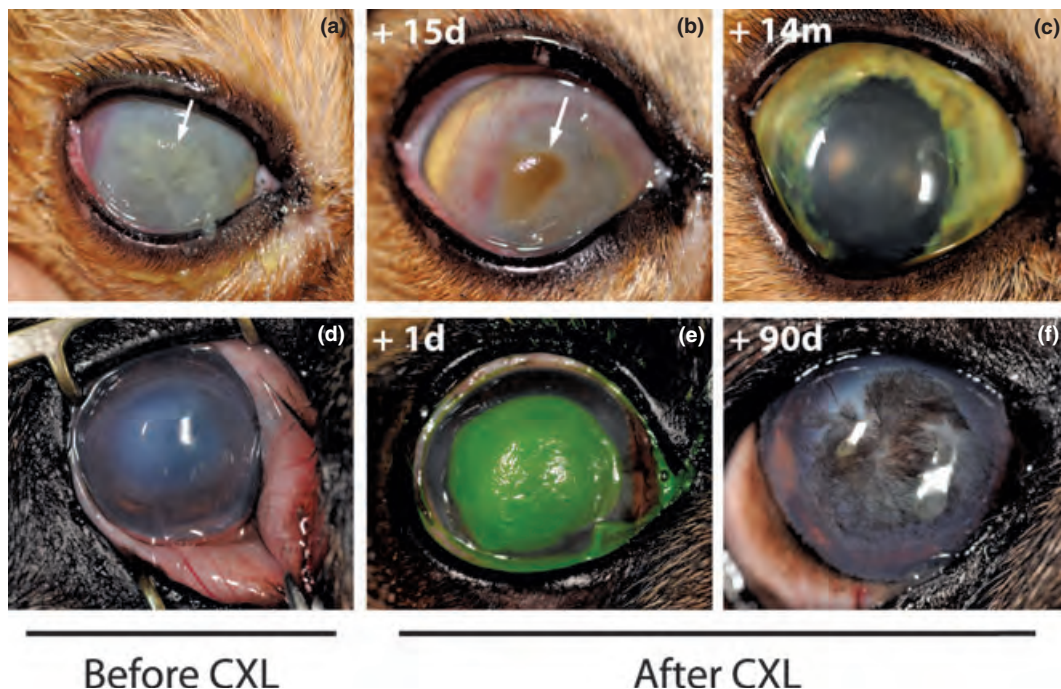 (a)
+ 15d (b)
+ 14m (c)
(d)
+ 1d (e)
+ 90d (f)
Before CXL After CXL